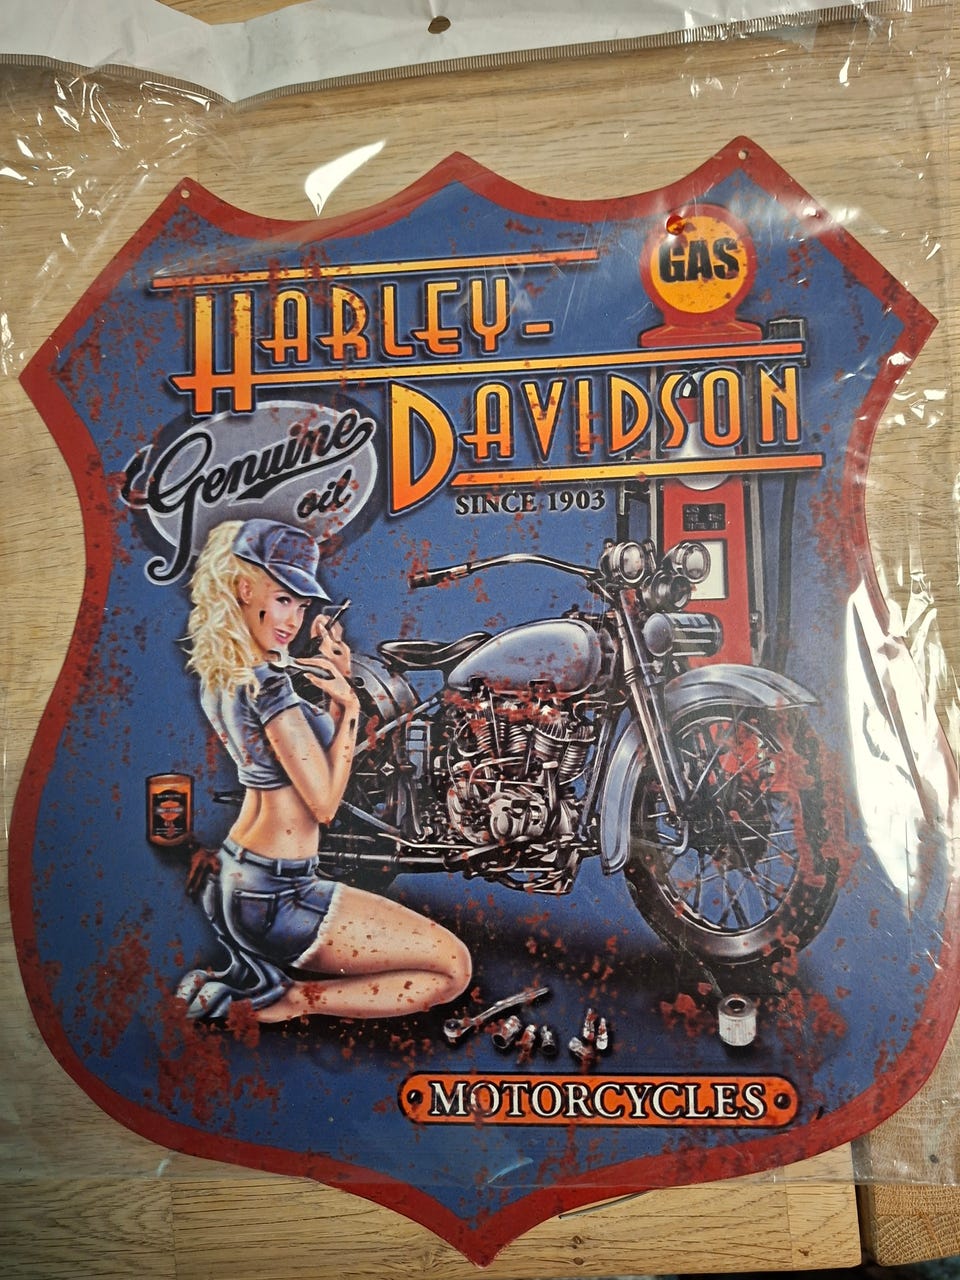 GAS
HARLEY-
DAVIDSON
SINCE 1903
Genuine
oil
MOTORCYCLES